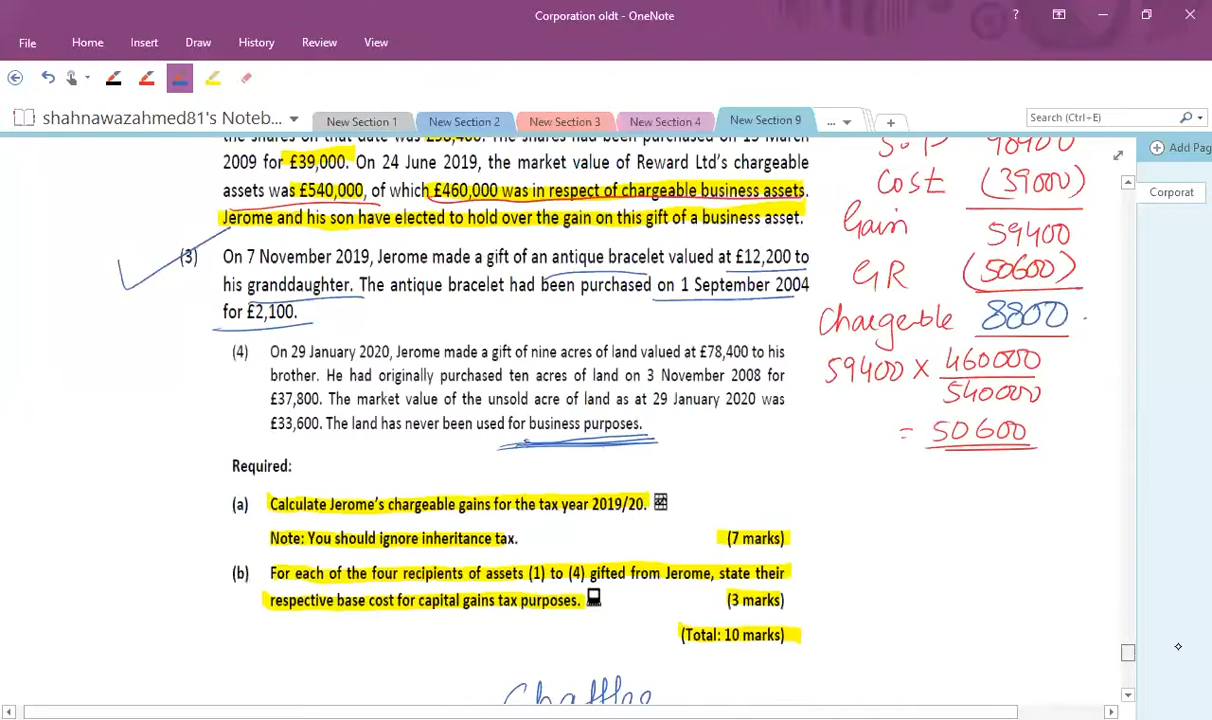 Corporation oldt - OneNote
?
File Home Insert Draw History Review View
shahnawazahmed81's Noteb... New Section 1 New Section 2 New Section 3 New Section 4 New Section 9 ... + Search (Ctrl+E)
Add Pag
Corporat
2009 for £39,000. On 24 June 2019, the market value of Reward Ltd's chargeable
assets was £540,000, of which £460,000 was in respect of chargeable business assets.
Jerome and his son have elected to hold over the gain on this gift of a business asset.
(3) On 7 November 2019, Jerome made a gift of an antique bracelet valued at £12,200 to
his granddaughter. The antique bracelet had been purchased on 1 September 2004
for £2,100.
(4) On 29 January 2020, Jerome made a gift of nine acres of land valued at £78,400 to his
brother. He had originally purchased ten acres of land on 3 November 2008 for
£37,800. The market value of the unsold acre of land as at 29 January 2020 was
£33,600. The land has never been used for business purposes.
Required:
(a) Calculate Jerome's chargeable gains for the tax year 2019/20.
Note: You should ignore inheritance tax. (7 marks)
(b) For each of the four recipients of assets (1) to (4) gifted from Jerome, state their
respective base cost for capital gains tax purposes. (3 marks)
(Total: 10 marks)
Cost (39000)
Gain 59400
GR (50600)
Chargeable 8800
59400 × 460000
540000
= 50600